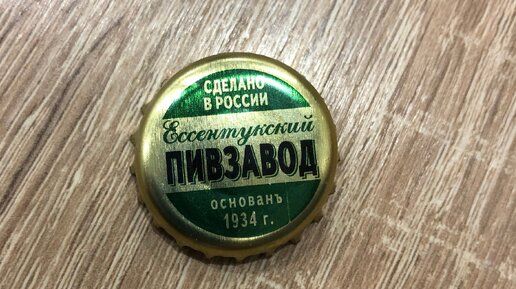 СДЕЛАНО
В РОССИИ
Ессентукский
ПИВЗАВОД
основанъ
1934 г.